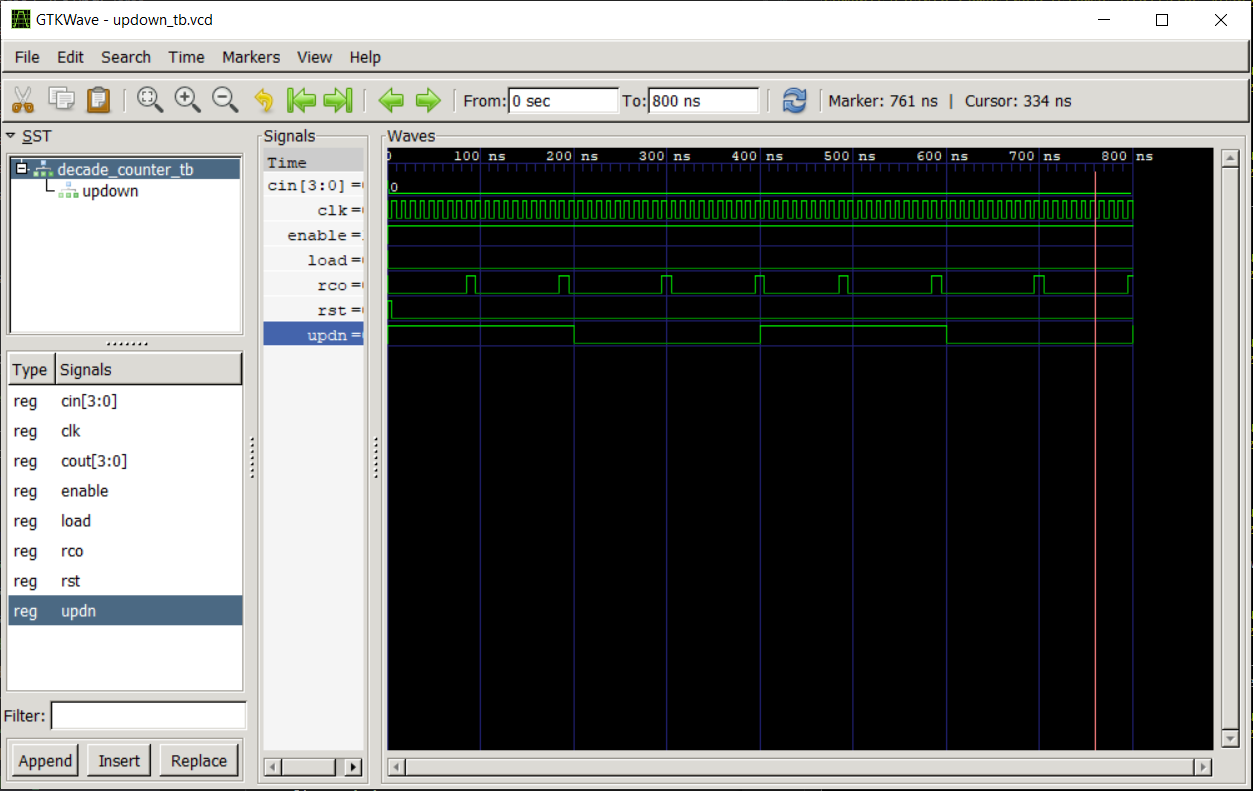 GTKWave - updown_tb.vcd
File Edit Search Time Markers View Help
From: 0 sec To: 800 ns Marker: 761 ns | Cursor: 334 ns
SST
decade_counter_tb
updown
Type Signals
reg cin[3:0]
reg clk
reg cout[3:0]
reg enable
reg load
reg rco
reg rst
reg updn
Filter:
Append Insert Replace
Signals
Time
cin[3:0] =
clk =
enable =
load =
rco =
rst =
updn =
Waves
0 100 ns 200 ns 300 ns 400 ns 500 ns 600 ns 700 ns 800 ns
0